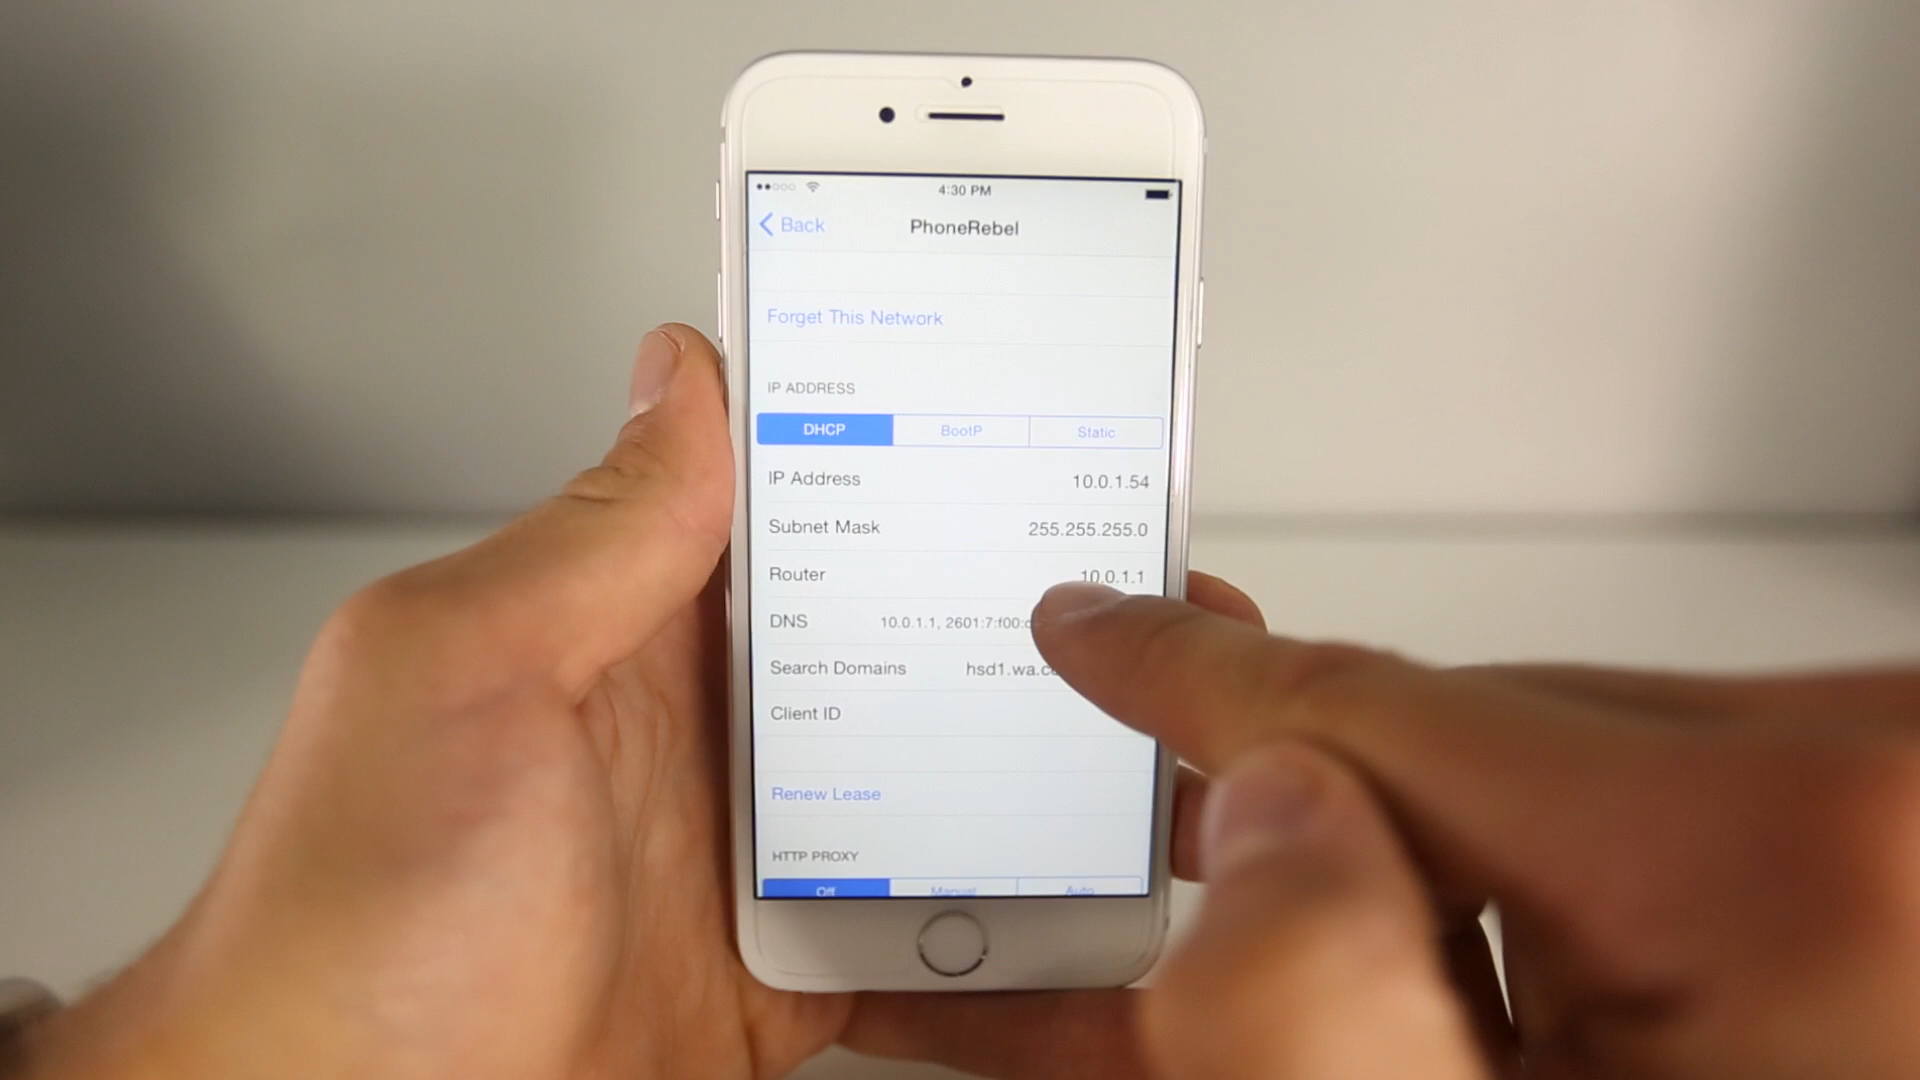 4:30 PM
Back PhoneRebel
Forget This Network
IP ADDRESS
DHCP BootP Static
IP Address 10.0.1.54
Subnet Mask 255.255.255.0
Router 10.0.1.1
DNS 10.0.1.1, 2601:7:f00:
Search Domains hsd1.wa.c
Client ID
Renew Lease
HTTP PROXY
Off Manual Auto